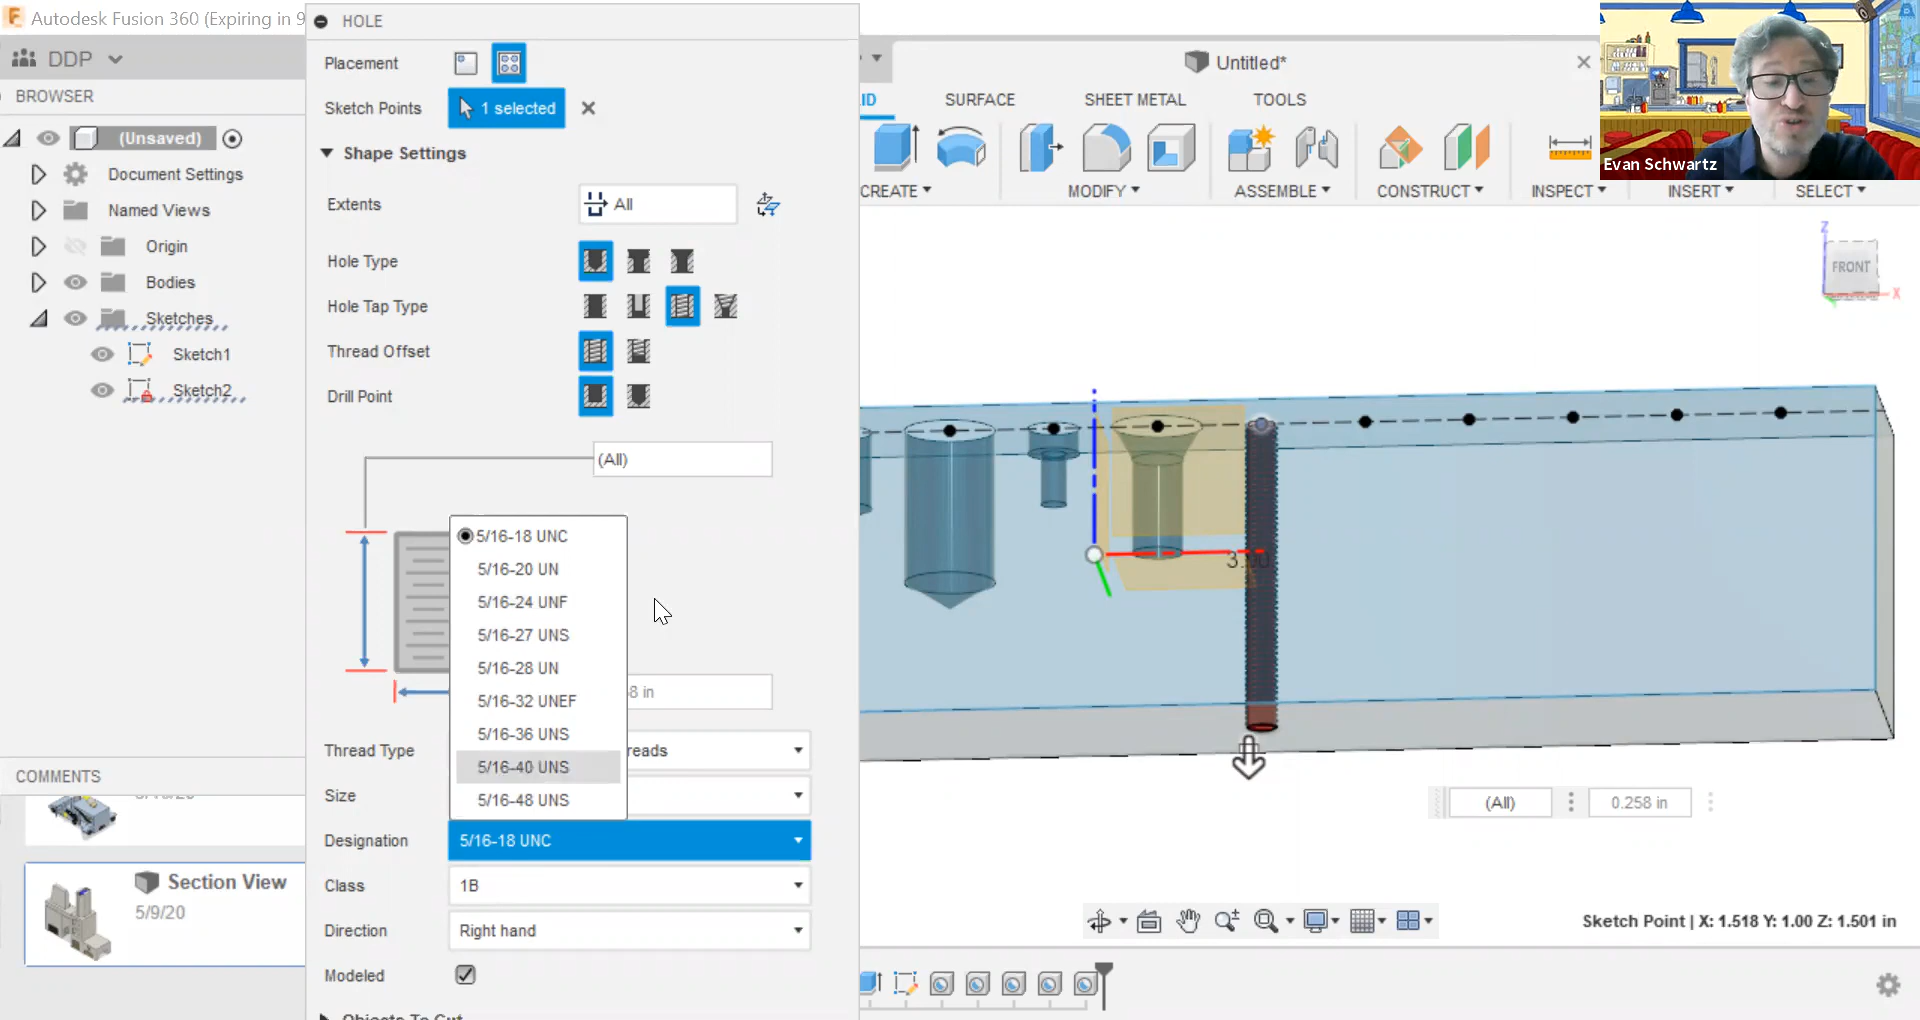 Autodesk Fusion 360 (Expiring in 9
DDP
BROWSER
(Unsaved)
Document Settings
Named Views
Origin
Bodies
Sketches
Sketch1
Sketch2
COMMENTS
Section View
5/9/20
HOLE
Placement
Sketch Points
1 selected
Shape Settings
Extents
All
Hole Type
Hole Tap Type
Thread Offset
Drill Point
(All)
5/16-18 UNC
5/16-20 UN
5/16-24 UNF
5/16-27 UNS
5/16-28 UN
5/16-32 UNEF
5/16-36 UNS
5/16-40 UNS
5/16-48 UNS
8 in
Thread Type
reads
Size
Designation
5/16-18 UNC
Class
1B
Direction
Right hand
Modeled
Objects To Cut
Untitled*
ID
SURFACE
SHEET METAL
TOOLS
CREATE
MODIFY
ASSEMBLE
CONSTRUCT
INSPECT
INSERT
SELECT
Evan Schwartz
Z
FRONT
X
3.00
(All)
0.258 in
Sketch Point | X: 1.518 Y: 1.00 Z: 1.501 in